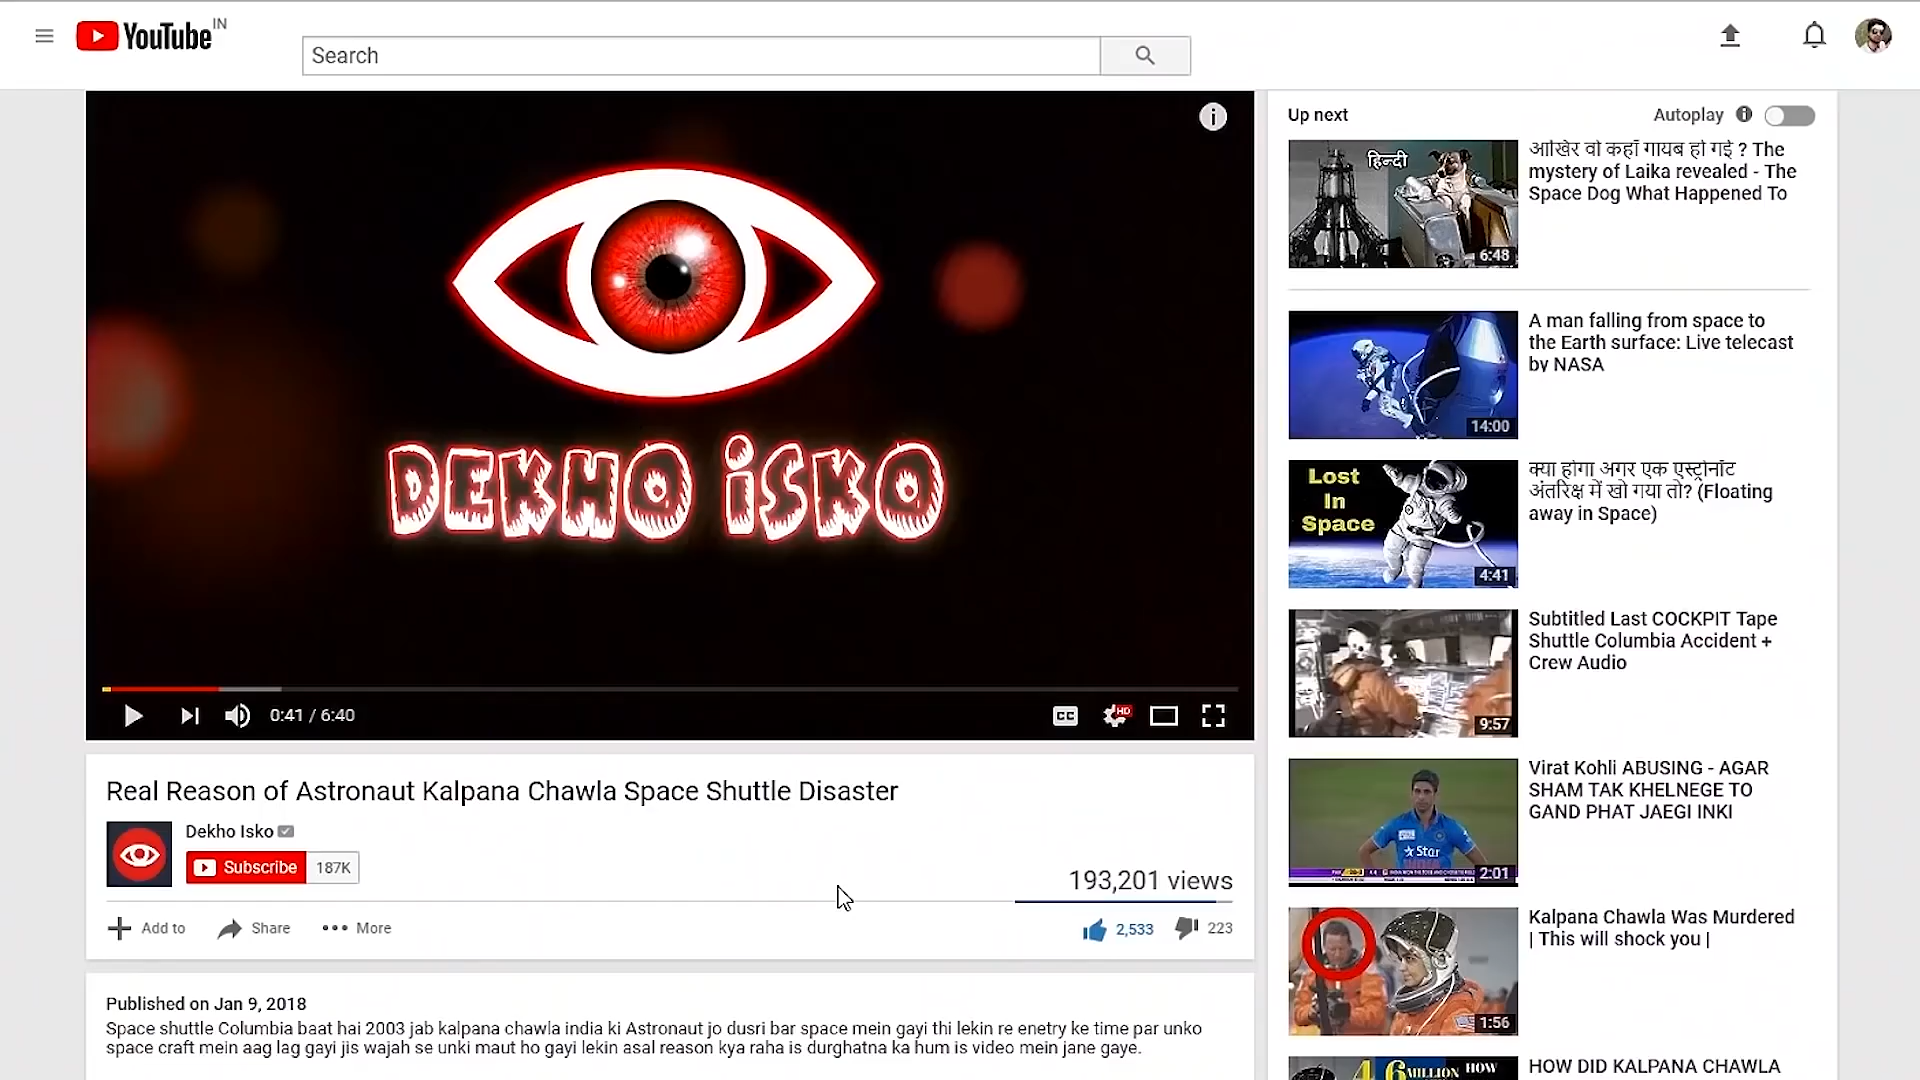 YouTube IN
Search
Up next
Autoplay
DEKHO iSKO
0:41 / 6:40
CC
HD
Real Reason of Astronaut Kalpana Chawla Space Shuttle Disaster
Dekho Isko
Subscribe 187K
193,201 views
Add to
Share
More
2,533
223
Published on Jan 9, 2018
Space shuttle Columbia baat hai 2003 jab kalpana chawla india ki Astronaut jo dusri bar space mein gayi thi lekin re enetry ke time par unko
space craft mein aag lag gayi jis wajah se unki maut ho gayi lekin asal reason kya raha is durghatna ka hum is video mein jane gaye.
हिन्दी
6:48
आखिर वो कहाँ गायब हो गई ? The
mystery of Laika revealed - The
Space Dog What Happened To
14:00
A man falling from space to
the Earth surface: Live telecast
by NASA
Lost
In
Space
4:41
क्या होगा अगर एक एस्ट्रोनॉट
अंतरिक्ष में खो गया तो? (Floating
away in Space)
9:57
Subtitled Last COCKPIT Tape
Shuttle Columbia Accident +
Crew Audio
Star
INDIA
2:01
Virat Kohli ABUSING - AGAR
SHAM TAK KHELNEGE TO
GAND PHAT JAEGI INKI
1:56
Kalpana Chawla Was Murdered
| This will shock you |
MILLION HOW
HOW DID KALPANA CHAWLA